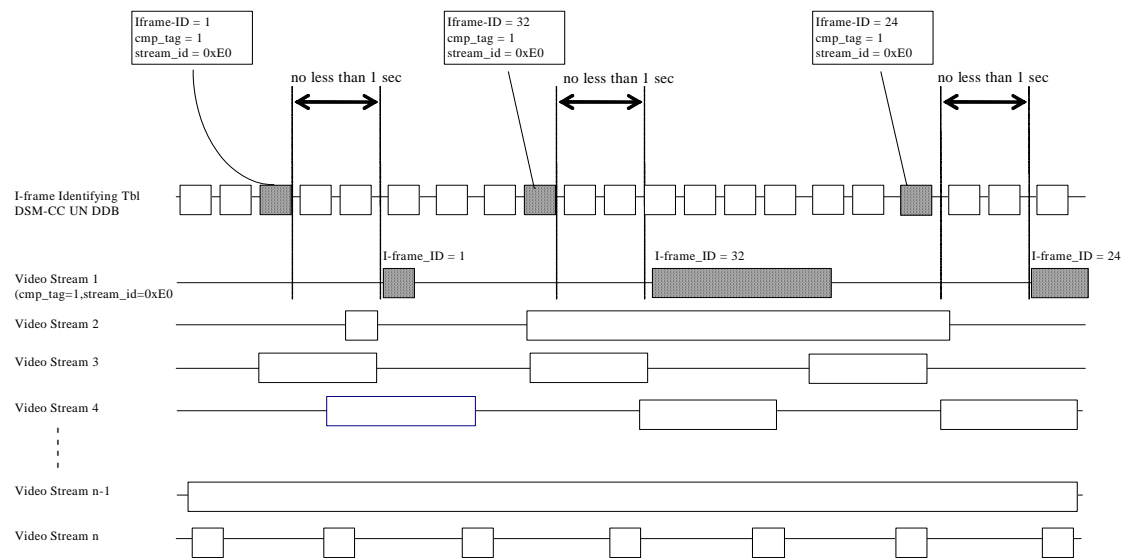 Iframe-ID = 1
cmp_tag = 1
stream_id = 0xE0
Iframe-ID = 32
cmp_tag = 1
stream_id = 0xE0
Iframe-ID = 24
cmp_tag = 1
stream_id = 0xE0
no less than 1 sec
no less than 1 sec
no less than 1 sec
I-frame Identifying Tbl
DSM-CC UN DDB
I-frame_ID = 1
I-frame_ID = 32
I-frame_ID = 24
Video Stream 1
(cmp_tag=1,stream_id=0xE0
Video Stream 2
Video Stream 3
Video Stream 4
Video Stream n-1
Video Stream n